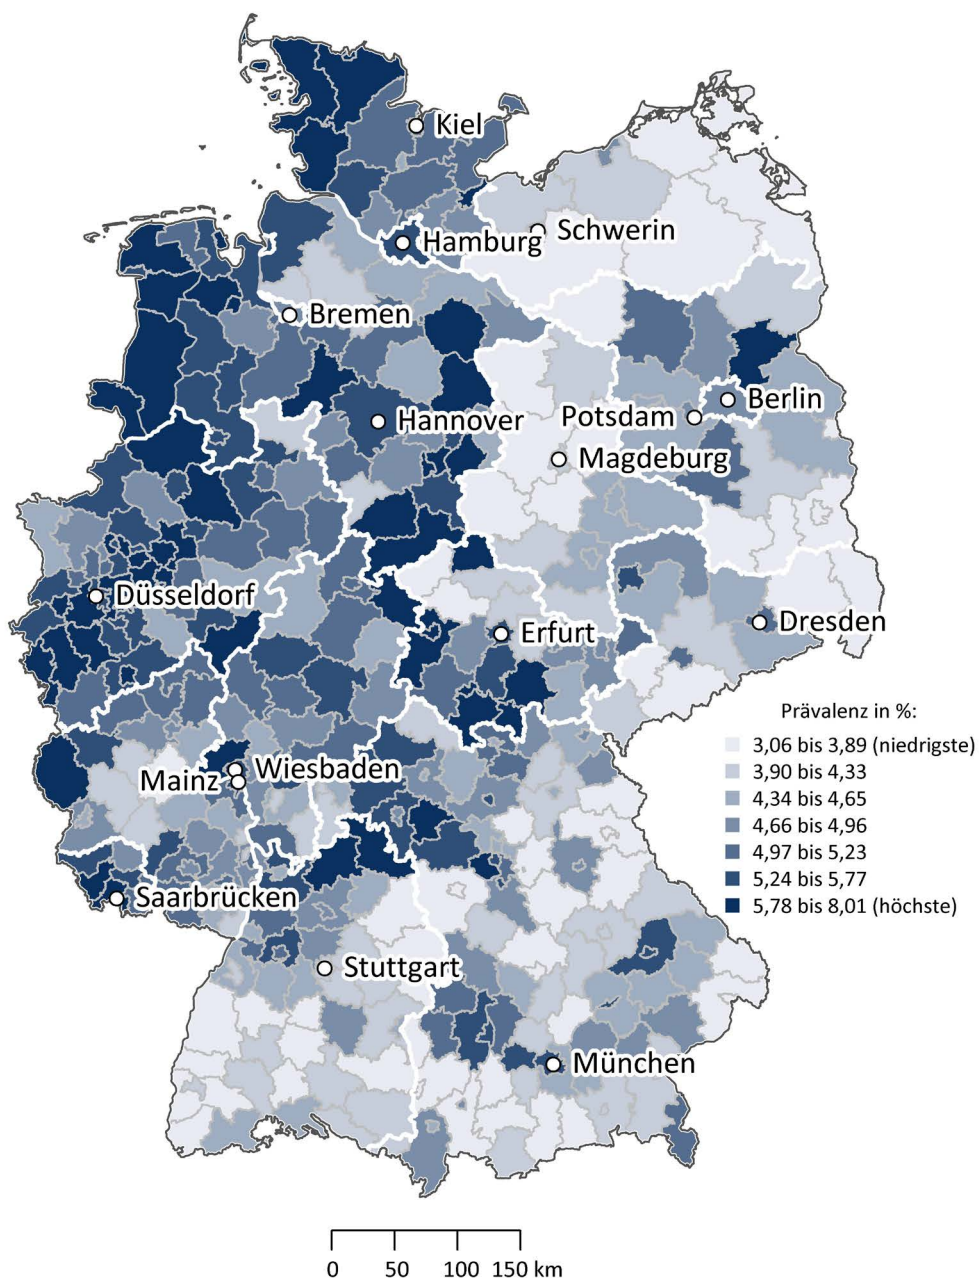 Kiel
Schwerin
Hamburg
Bremen
Berlin
Potsdam
Hannover
Magdeburg
Düsseldorf
Erfurt
Dresden
Prävalenz in %:
3,06 bis 3,89 (niedrigste)
3,90 bis 4,33
4,34 bis 4,65
4,66 bis 4,96
4,97 bis 5,23
5,24 bis 5,77
5,78 bis 8,01 (höchste)
Wiesbaden
Mainz
Saarbrücken
Stuttgart
München
0 50 100 150 km